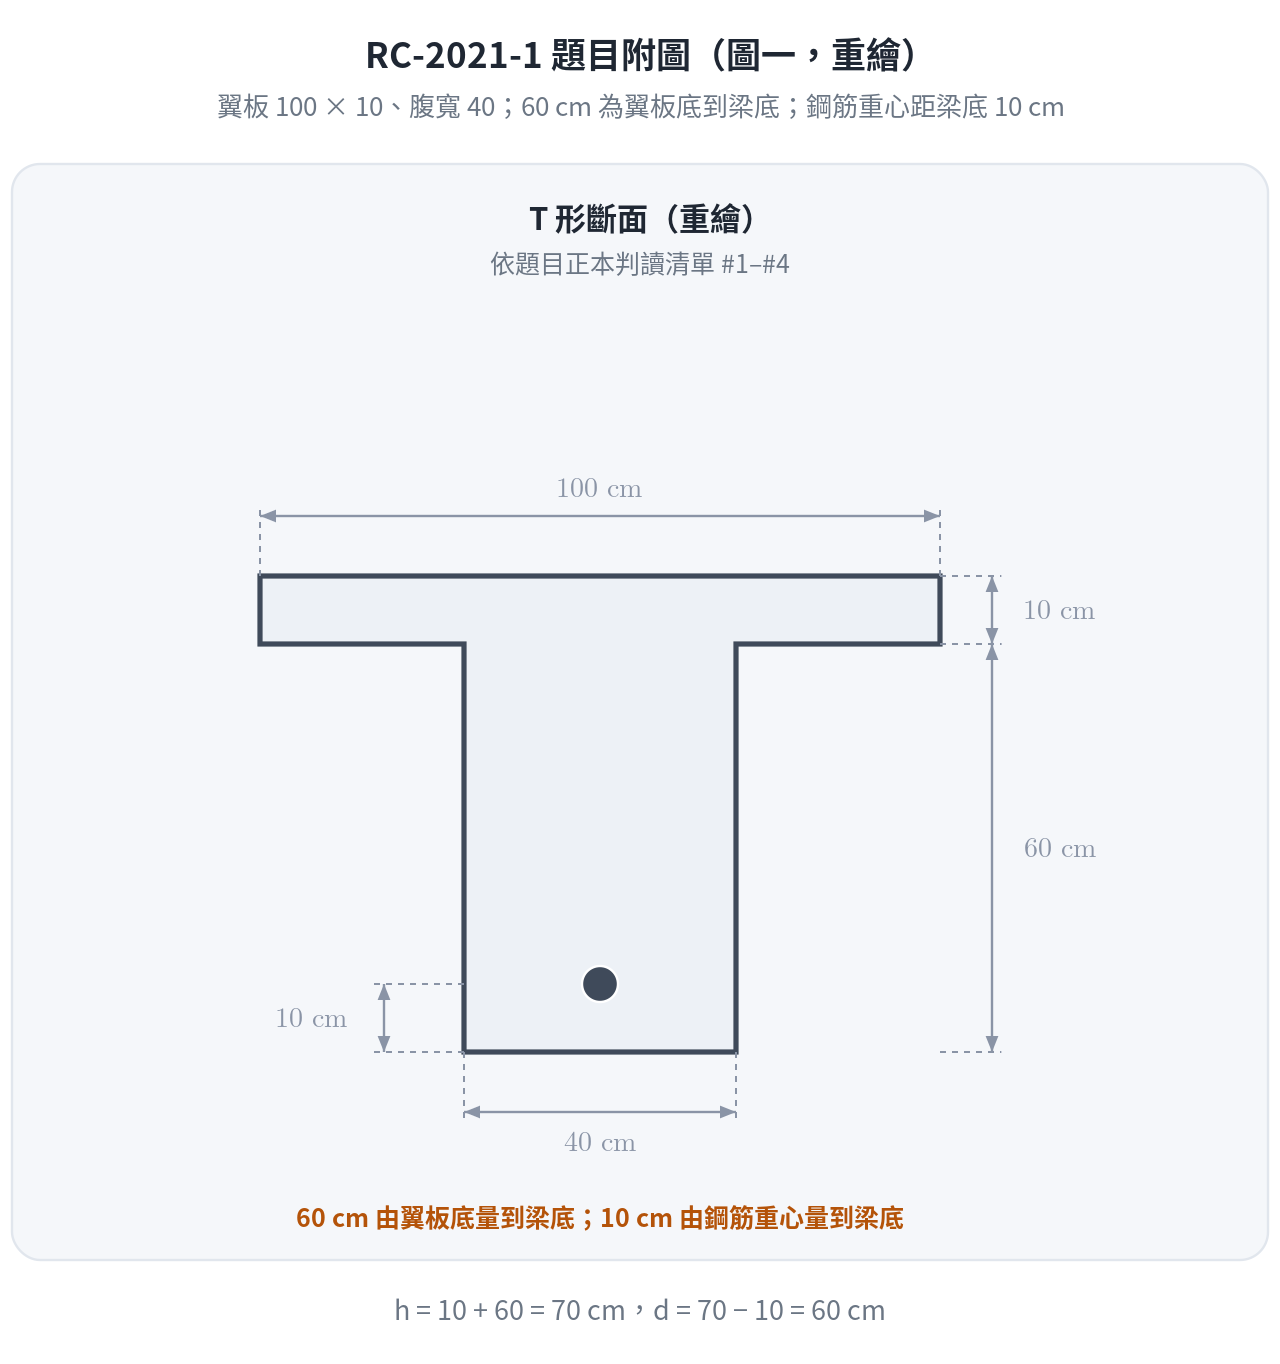 RC-2021-1 題目附圖（圖一，重繪）
翼板 100 × 10、腹寬 40；60 cm 為翼板底到梁底；鋼筋重心距梁底 10 cm
T 形斷面（重繪）
依題目正本判讀清單 #1–#4
100 cm
10 cm
60 cm
10 cm
40 cm
60 cm 由翼板底量到梁底；10 cm 由鋼筋重心量到梁底
h = 10 + 60 = 70 cm，d = 70 − 10 = 60 cm